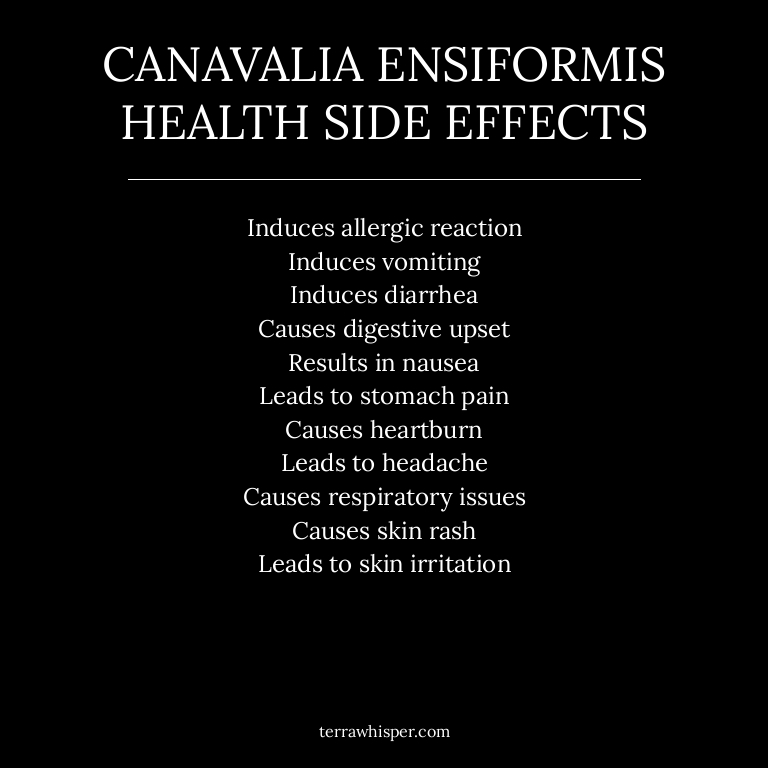 CANAVALIA ENSIFORMIS
HEALTH SIDE EFFECTS
Induces allergic reaction
Induces vomiting
Induces diarrhea
Causes digestive upset
Results in nausea
Leads to stomach pain
Causes heartburn
Leads to headache
Causes respiratory issues
Causes skin rash
Leads to skin irritation
terrawhisper.com